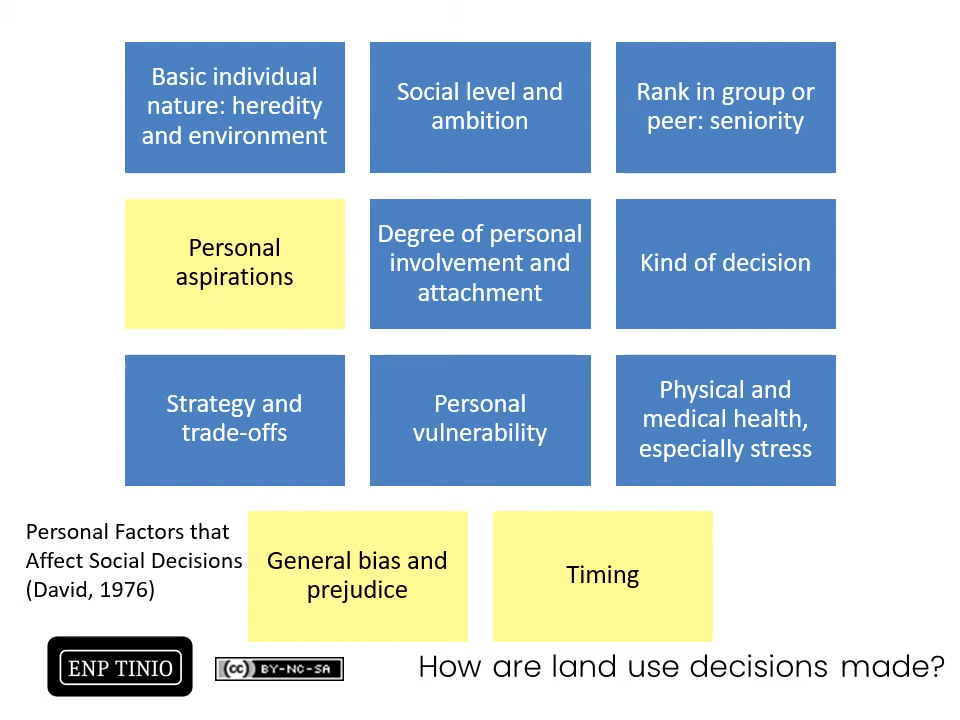 Basic individual
nature: heredity
and environment
Social level and
ambition
Rank in group or
peer: seniority
Personal
aspirations
Degree of personal
involvement and
attachment
Kind of decision
Strategy and
trade-offs
Personal
vulnerability
Physical and
medical health,
especially stress
Personal Factors that
Affect Social Decisions
(David, 1976)
General bias and
prejudice
Timing
ENP TINIO
(cc) BY-NC-SA
How are land use decisions made?